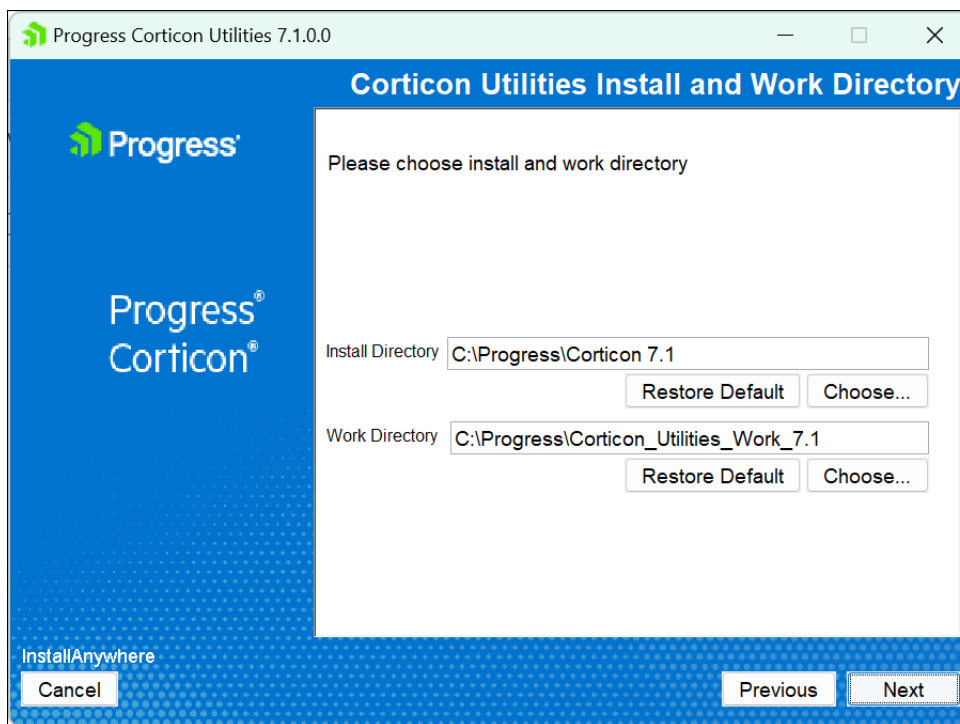 Progress Corticon Utilities 7.1.0.0
Corticon Utilities Install and Work Directory
Progress
Please choose install and work directory
Progress®
Corticon®
Install Directory C:\Progress\Corticon 7.1
Restore Default Choose...
Work Directory C:\Progress\Corticon_Utilities_Work_7.1
Restore Default Choose...
InstallAnywhere
Cancel Previous Next